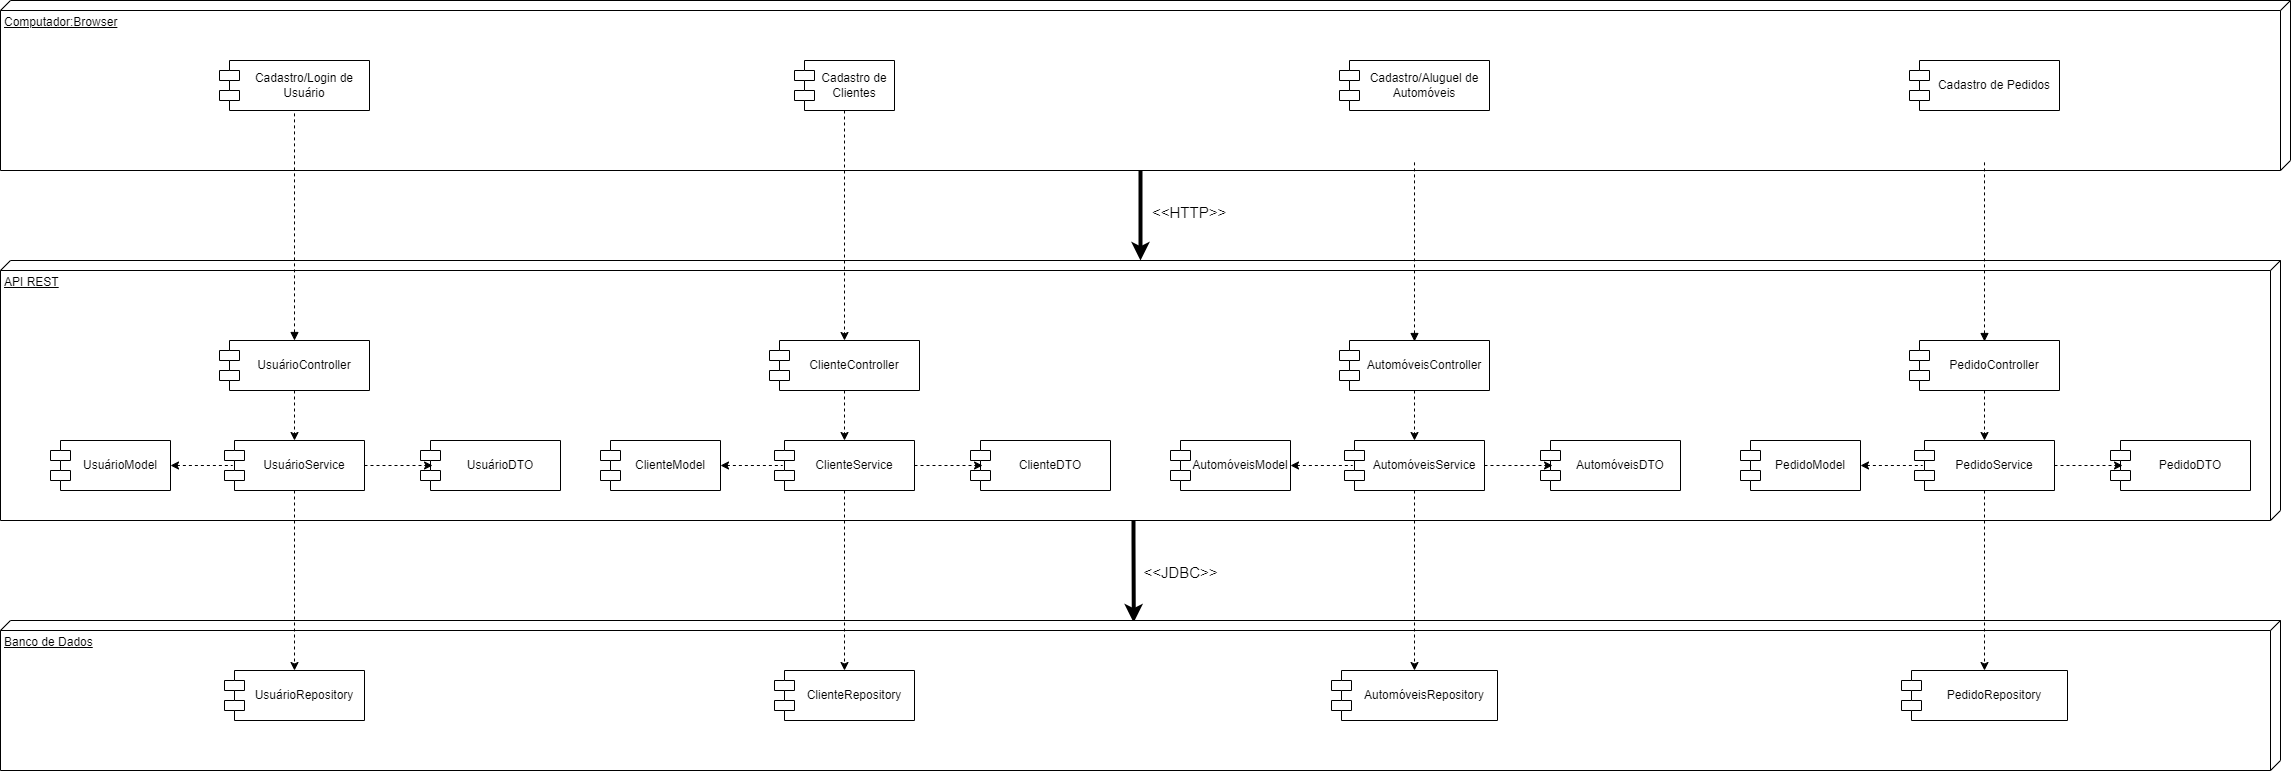 Computador:Browser
Cadastro/Login de
Usuário
Cadastro de
Clientes
Cadastro/Aluguel de
Automóveis
Cadastro de Pedidos
<<HTTP>>
API REST
UsuárioController
ClienteController
AutomóveisController
PedidoController
UsuárioModel
UsuárioService
UsuárioDTO
ClienteModel
ClienteService
ClienteDTO
AutomóveisModel
AutomóveisService
AutomóveisDTO
PedidoModel
PedidoService
PedidoDTO
<<JDBC>>
Banco de Dados
UsuárioRepository
ClienteRepository
AutomóveisRepository
PedidoRepository